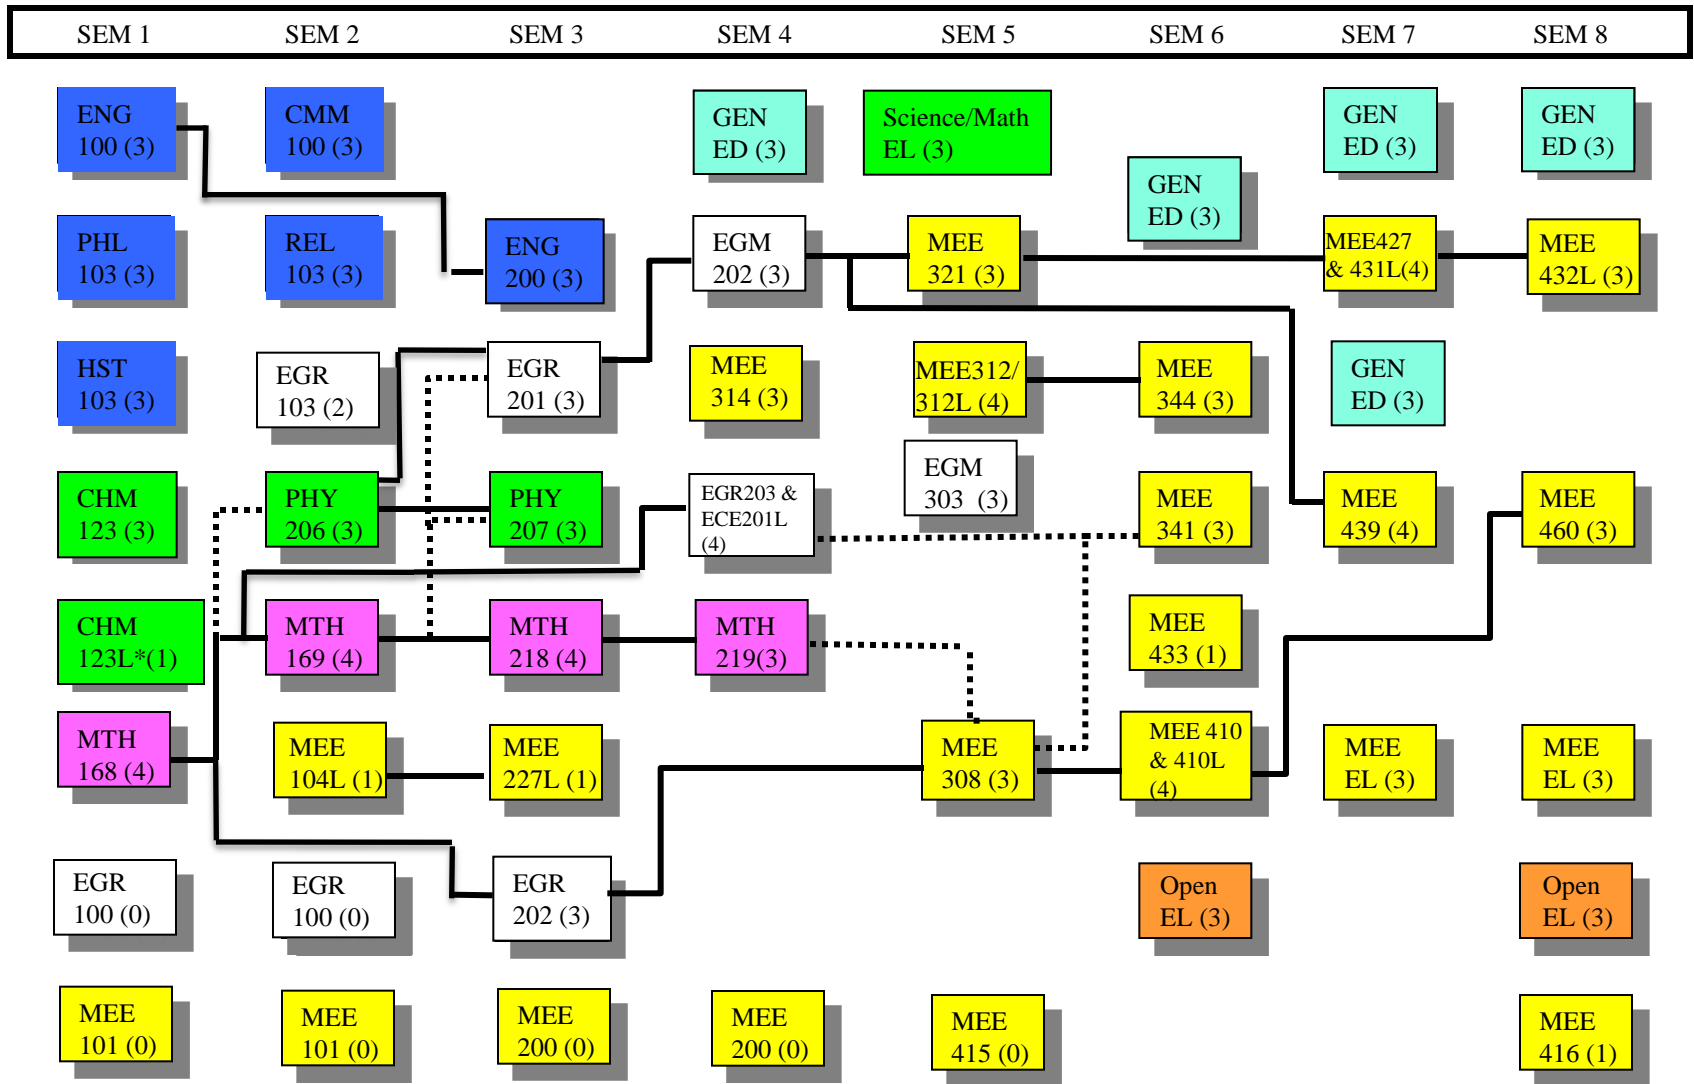 SEM 1
SEM 2
SEM 3
SEM 4
SEM 5
SEM 6
SEM 7
SEM 8
ENG
100 (3)
PHL
103 (3)
HST
103 (3)
CHM
123 (3)
CHM
123L*(1)
MTH
168 (4)
EGR
100 (0)
MEE
101 (0)
CMM
100 (3)
REL
103 (3)
EGR
103 (2)
PHY
206 (3)
MTH
169 (4)
MEE
104L (1)
EGR
100 (0)
MEE
101 (0)
ENG
200 (3)
EGR
201 (3)
PHY
207 (3)
MTH
218 (4)
MEE
227L (1)
EGR
202 (3)
MEE
200 (0)
GEN
ED (3)
EGM
202 (3)
MEE
314 (3)
EGR203 &
ECE201L
(4)
MTH
219(3)
MEE
200 (0)
Science/Math
EL (3)
MEE
321 (3)
MEE312/
312L (4)
EGM
303 (3)
MEE
308 (3)
MEE
415 (0)
GEN
ED (3)
MEE
344 (3)
MEE
341 (3)
MEE
433 (1)
MEE 410
& 410L
(4)
Open
EL (3)
GEN
ED (3)
MEE427
& 431L(4)
GEN
ED (3)
MEE
439 (4)
MEE
EL (3)
GEN
ED (3)
MEE
432L (3)
MEE
460 (3)
MEE
EL (3)
Open
EL (3)
MEE
416 (1)